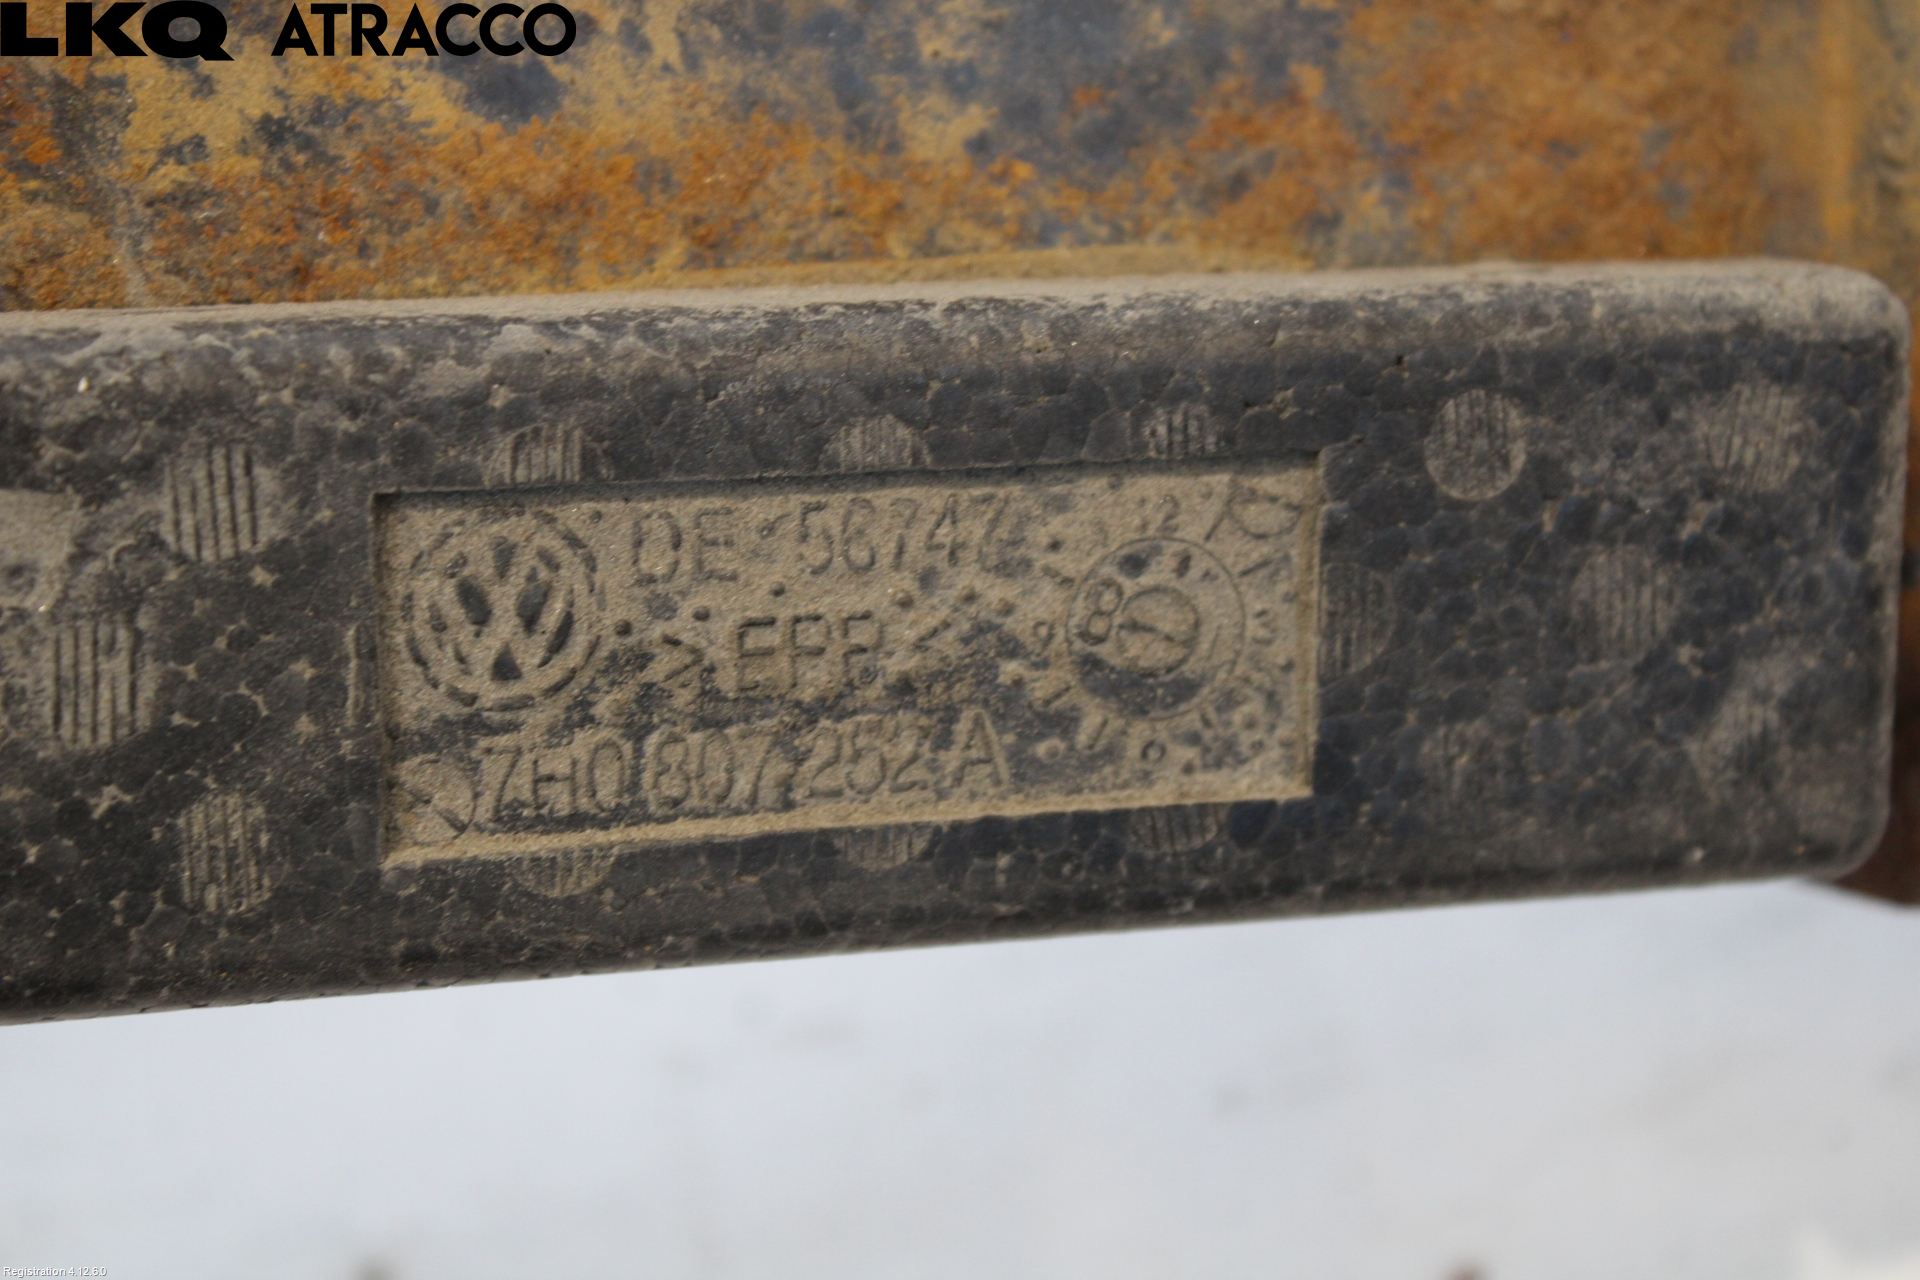 LKQ ATRACCO
DE 56747
>EPP<
7H0 807 252 A
Registration 4.12.6.0